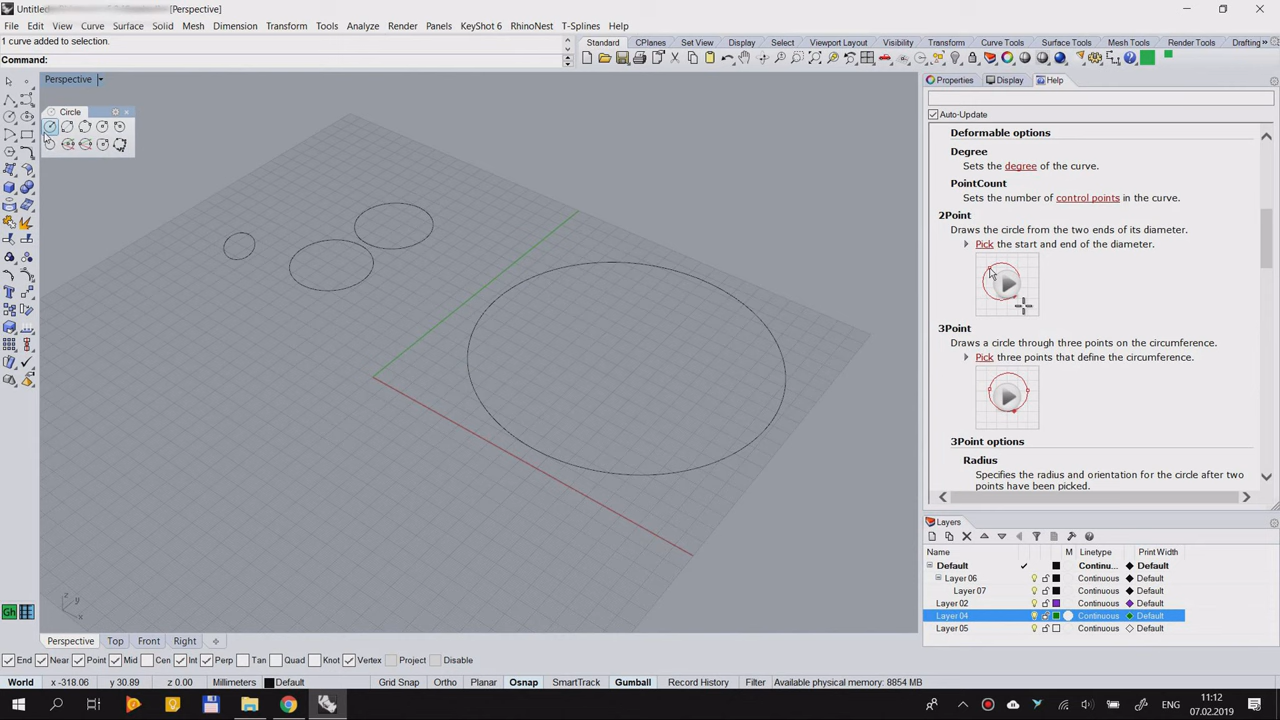 Untitled
[Perspective]
File Edit View Curve Surface Solid Mesh Dimension Transform Tools Analyze Render Panels KeyShot 6 RhinoNest T-Splines Help
1 curve added to selection.
Command:
Standard CPlanes Set View Display Select Viewport Layout Visibility Transform Curve Tools Surface Tools Mesh Tools Render Tools Drafting
Perspective
Properties Display Help
Circle
Auto-Update
Deformable options
Degree
Sets the degree of the curve.
PointCount
Sets the number of control points in the curve.
2Point
Draws the circle from the two ends of its diameter.
Pick the start and end of the diameter.
3Point
Draws a circle through three points on the circumference.
Pick three points that define the circumference.
3Point options
Radius
Specifies the radius and orientation for the circle after two
points have been picked.
Layers
Name M Linetype Print Width
Default Continu... Default
Layer 06 Continuous Default
Layer 07 Continuous Default
Layer 02 Continuous Default
Layer 04 Continuous Default
Layer 05 Continuous Default
z y
x
Gh
Perspective Top Front Right
End Near Point Mid Cen Int Perp Tan Quad Knot Vertex Project Disable
World x -318.06 y 30.89 z 0.00 Millimeters Default Grid Snap Ortho Planar Osnap SmartTrack Gumball Record History Filter Available physical memory: 8854 MB
ENG
11:12
07.02.2019